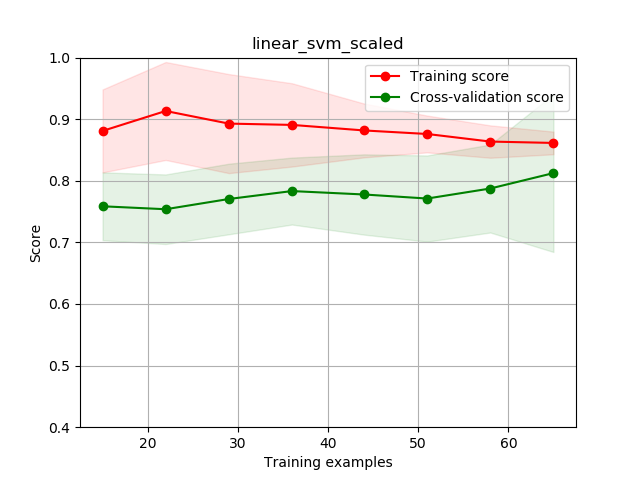 linear_svm_scaled
1.0
0.9
0.8
0.7
0.6
0.5
0.4
Score
Training score
Cross-validation score
20 30 40 50 60
Training examples